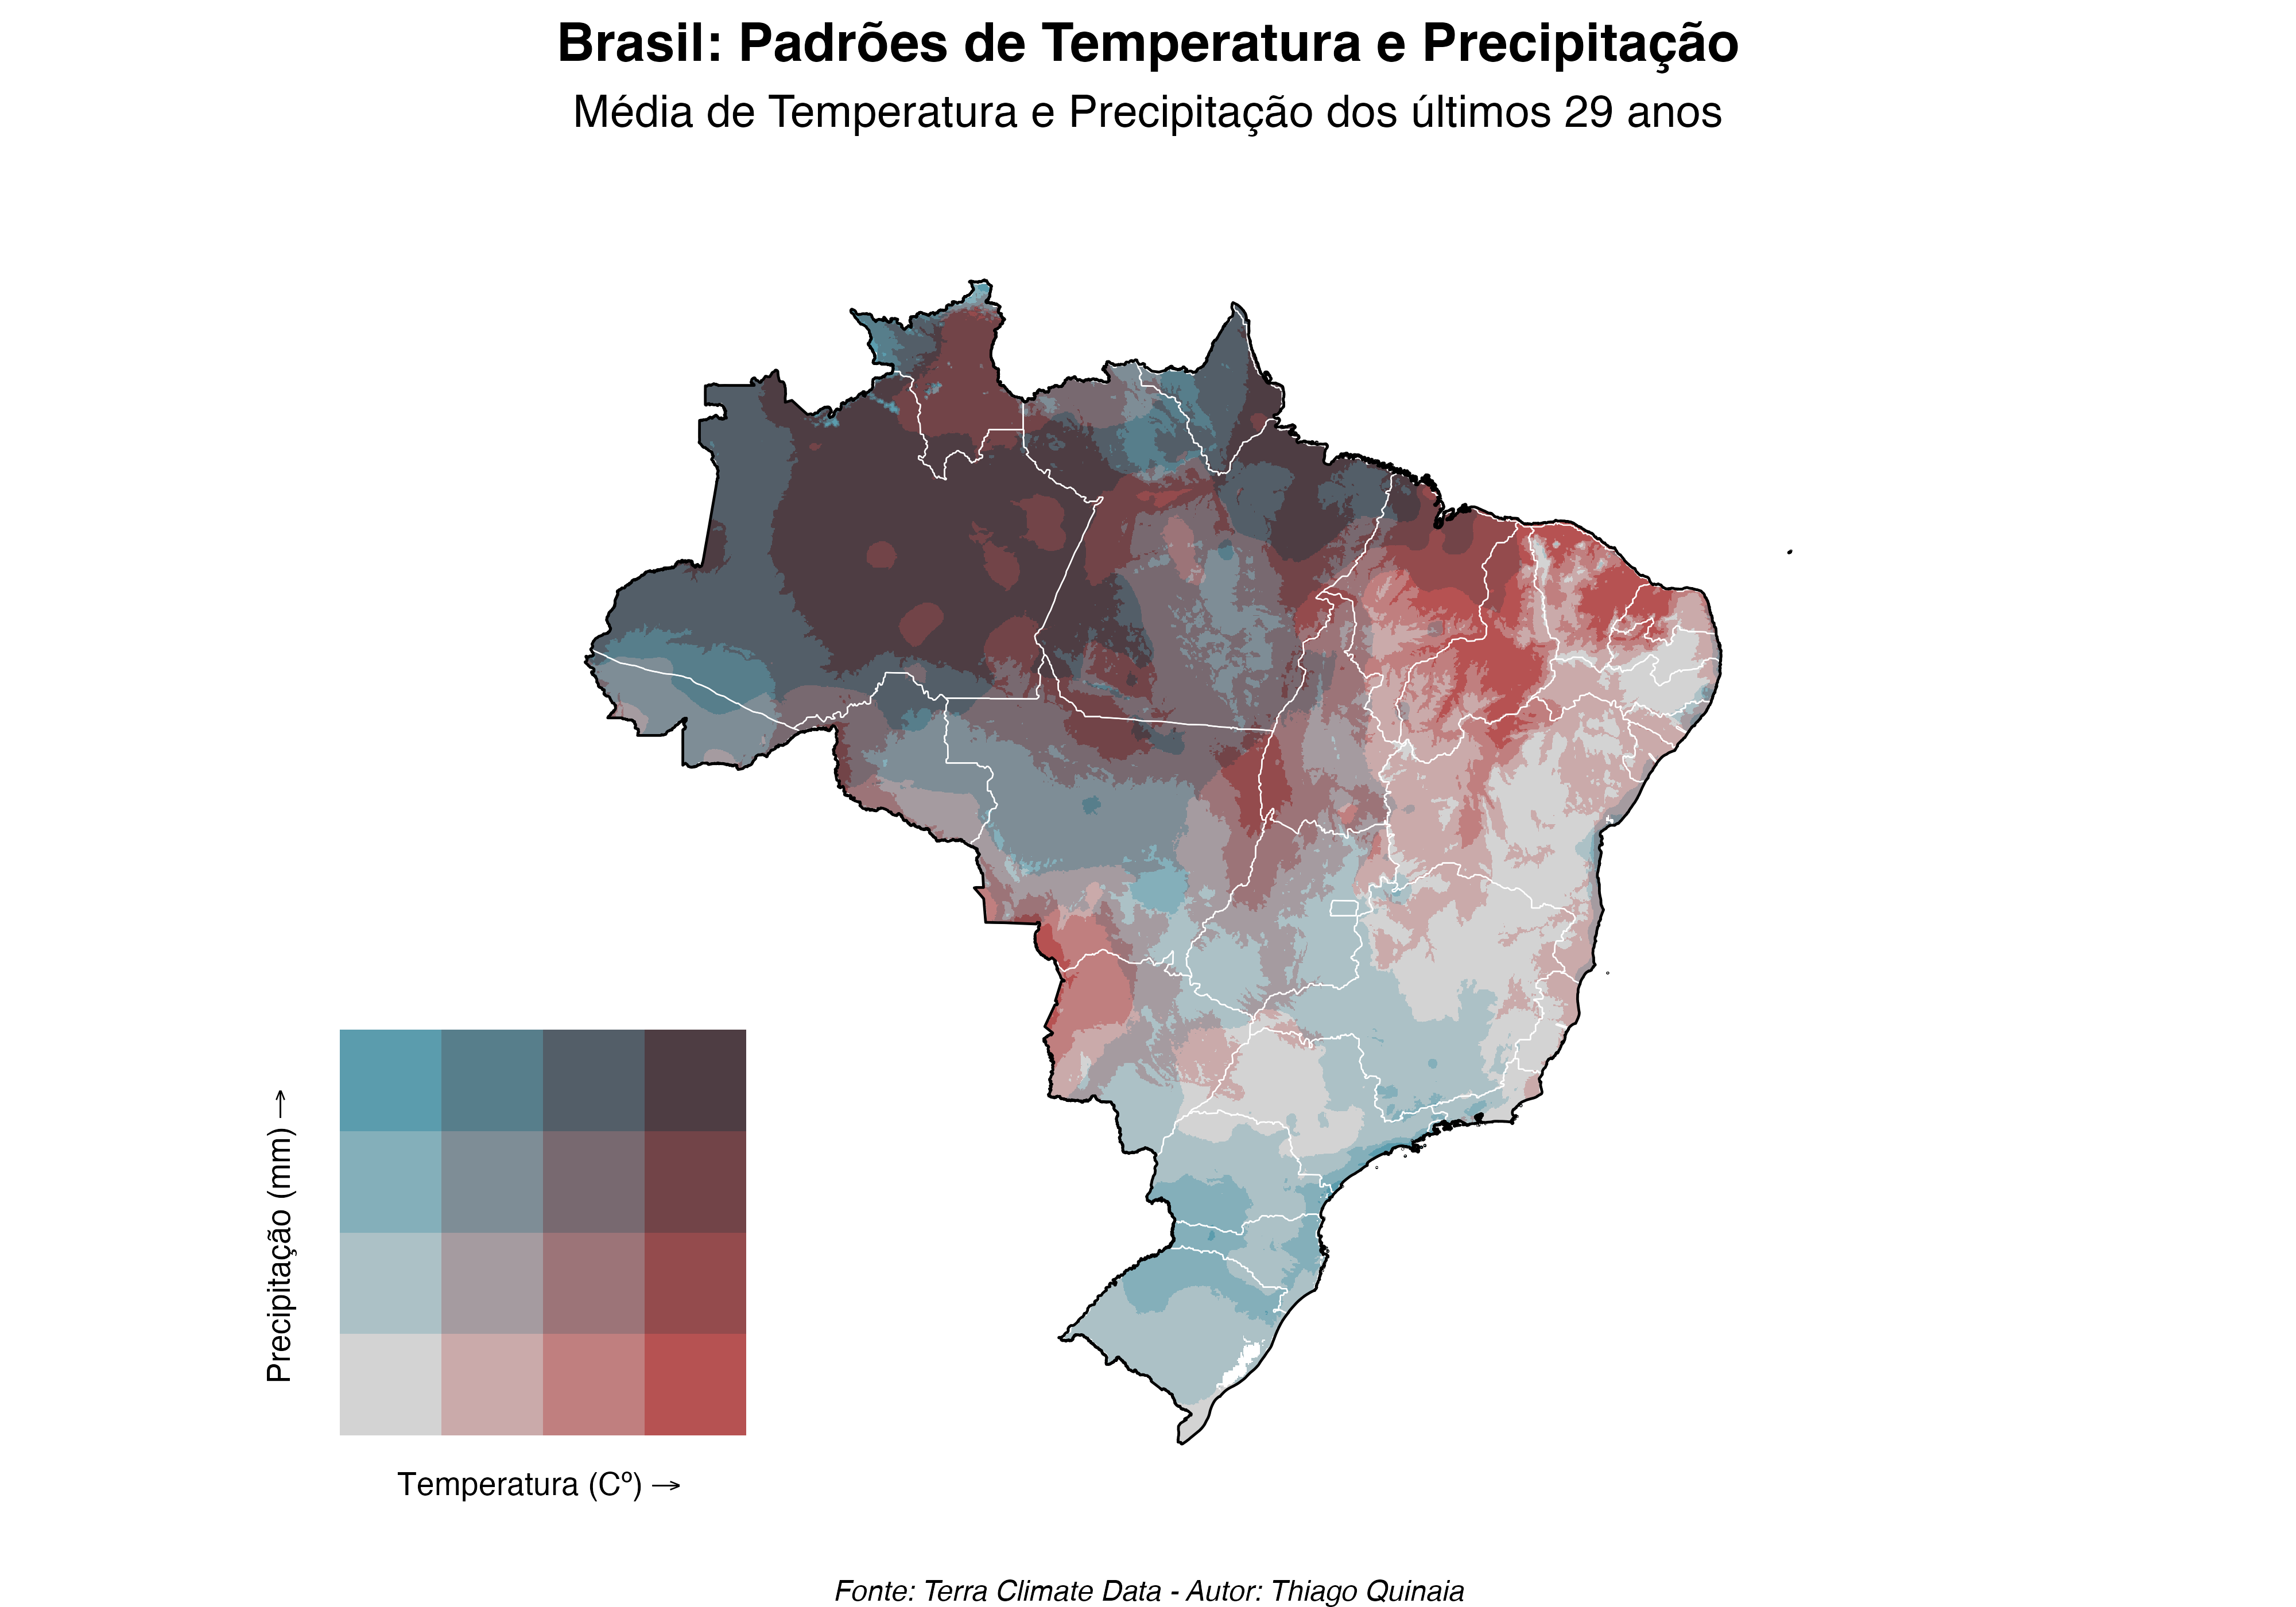 Brasil: Padrões de Temperatura e Precipitação
Média de Temperatura e Precipitação dos últimos 29 anos
Precipitação (mm) →
Temperatura (Cº) →
Fonte: Terra Climate Data - Autor: Thiago Quinaia